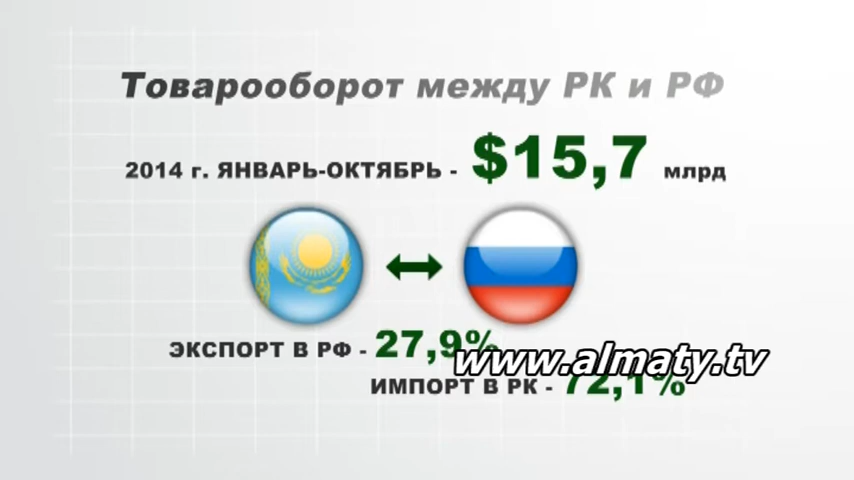 Товарооборот между РК и РФ
2014 г. ЯНВАРЬ-ОКТЯБРЬ - $15,7 млрд
ЭКСПОРТ В РФ - 27,9%
www.almaty.tv
ИМПОРТ В РК - 72,1%